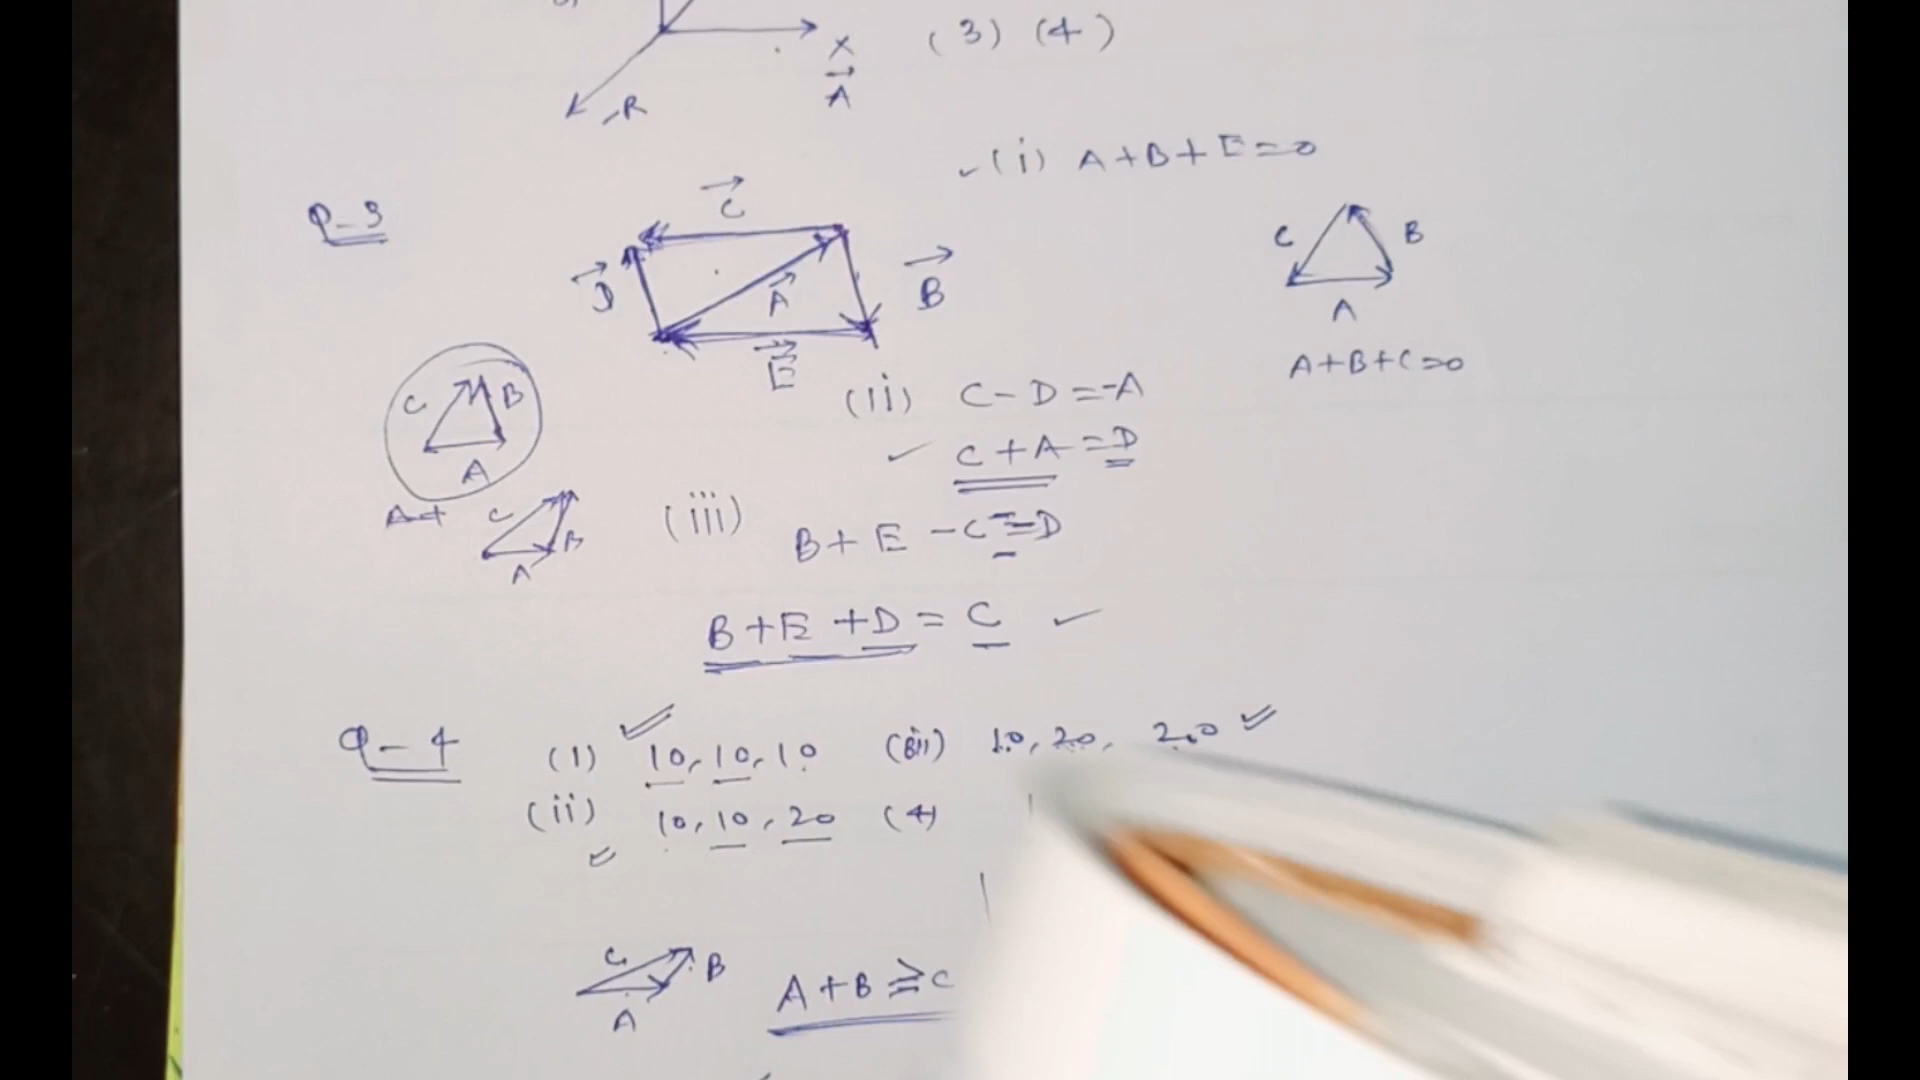 (3) (4)
X
A
R
(i) A+B+E=0
Q-3
C
D
A
B
E
C
B
A
A+B+C=0
C
B
A
A+
C
B
A
(ii) C-D=-A
C+A=D
(iii)
B+E-C=-D
B+E+D=C
Q-4
(1) 10, 10, 10 (iii) 10, 20, 20
(ii) 10, 10, 20 (4)
C
B
A
A+B≥C